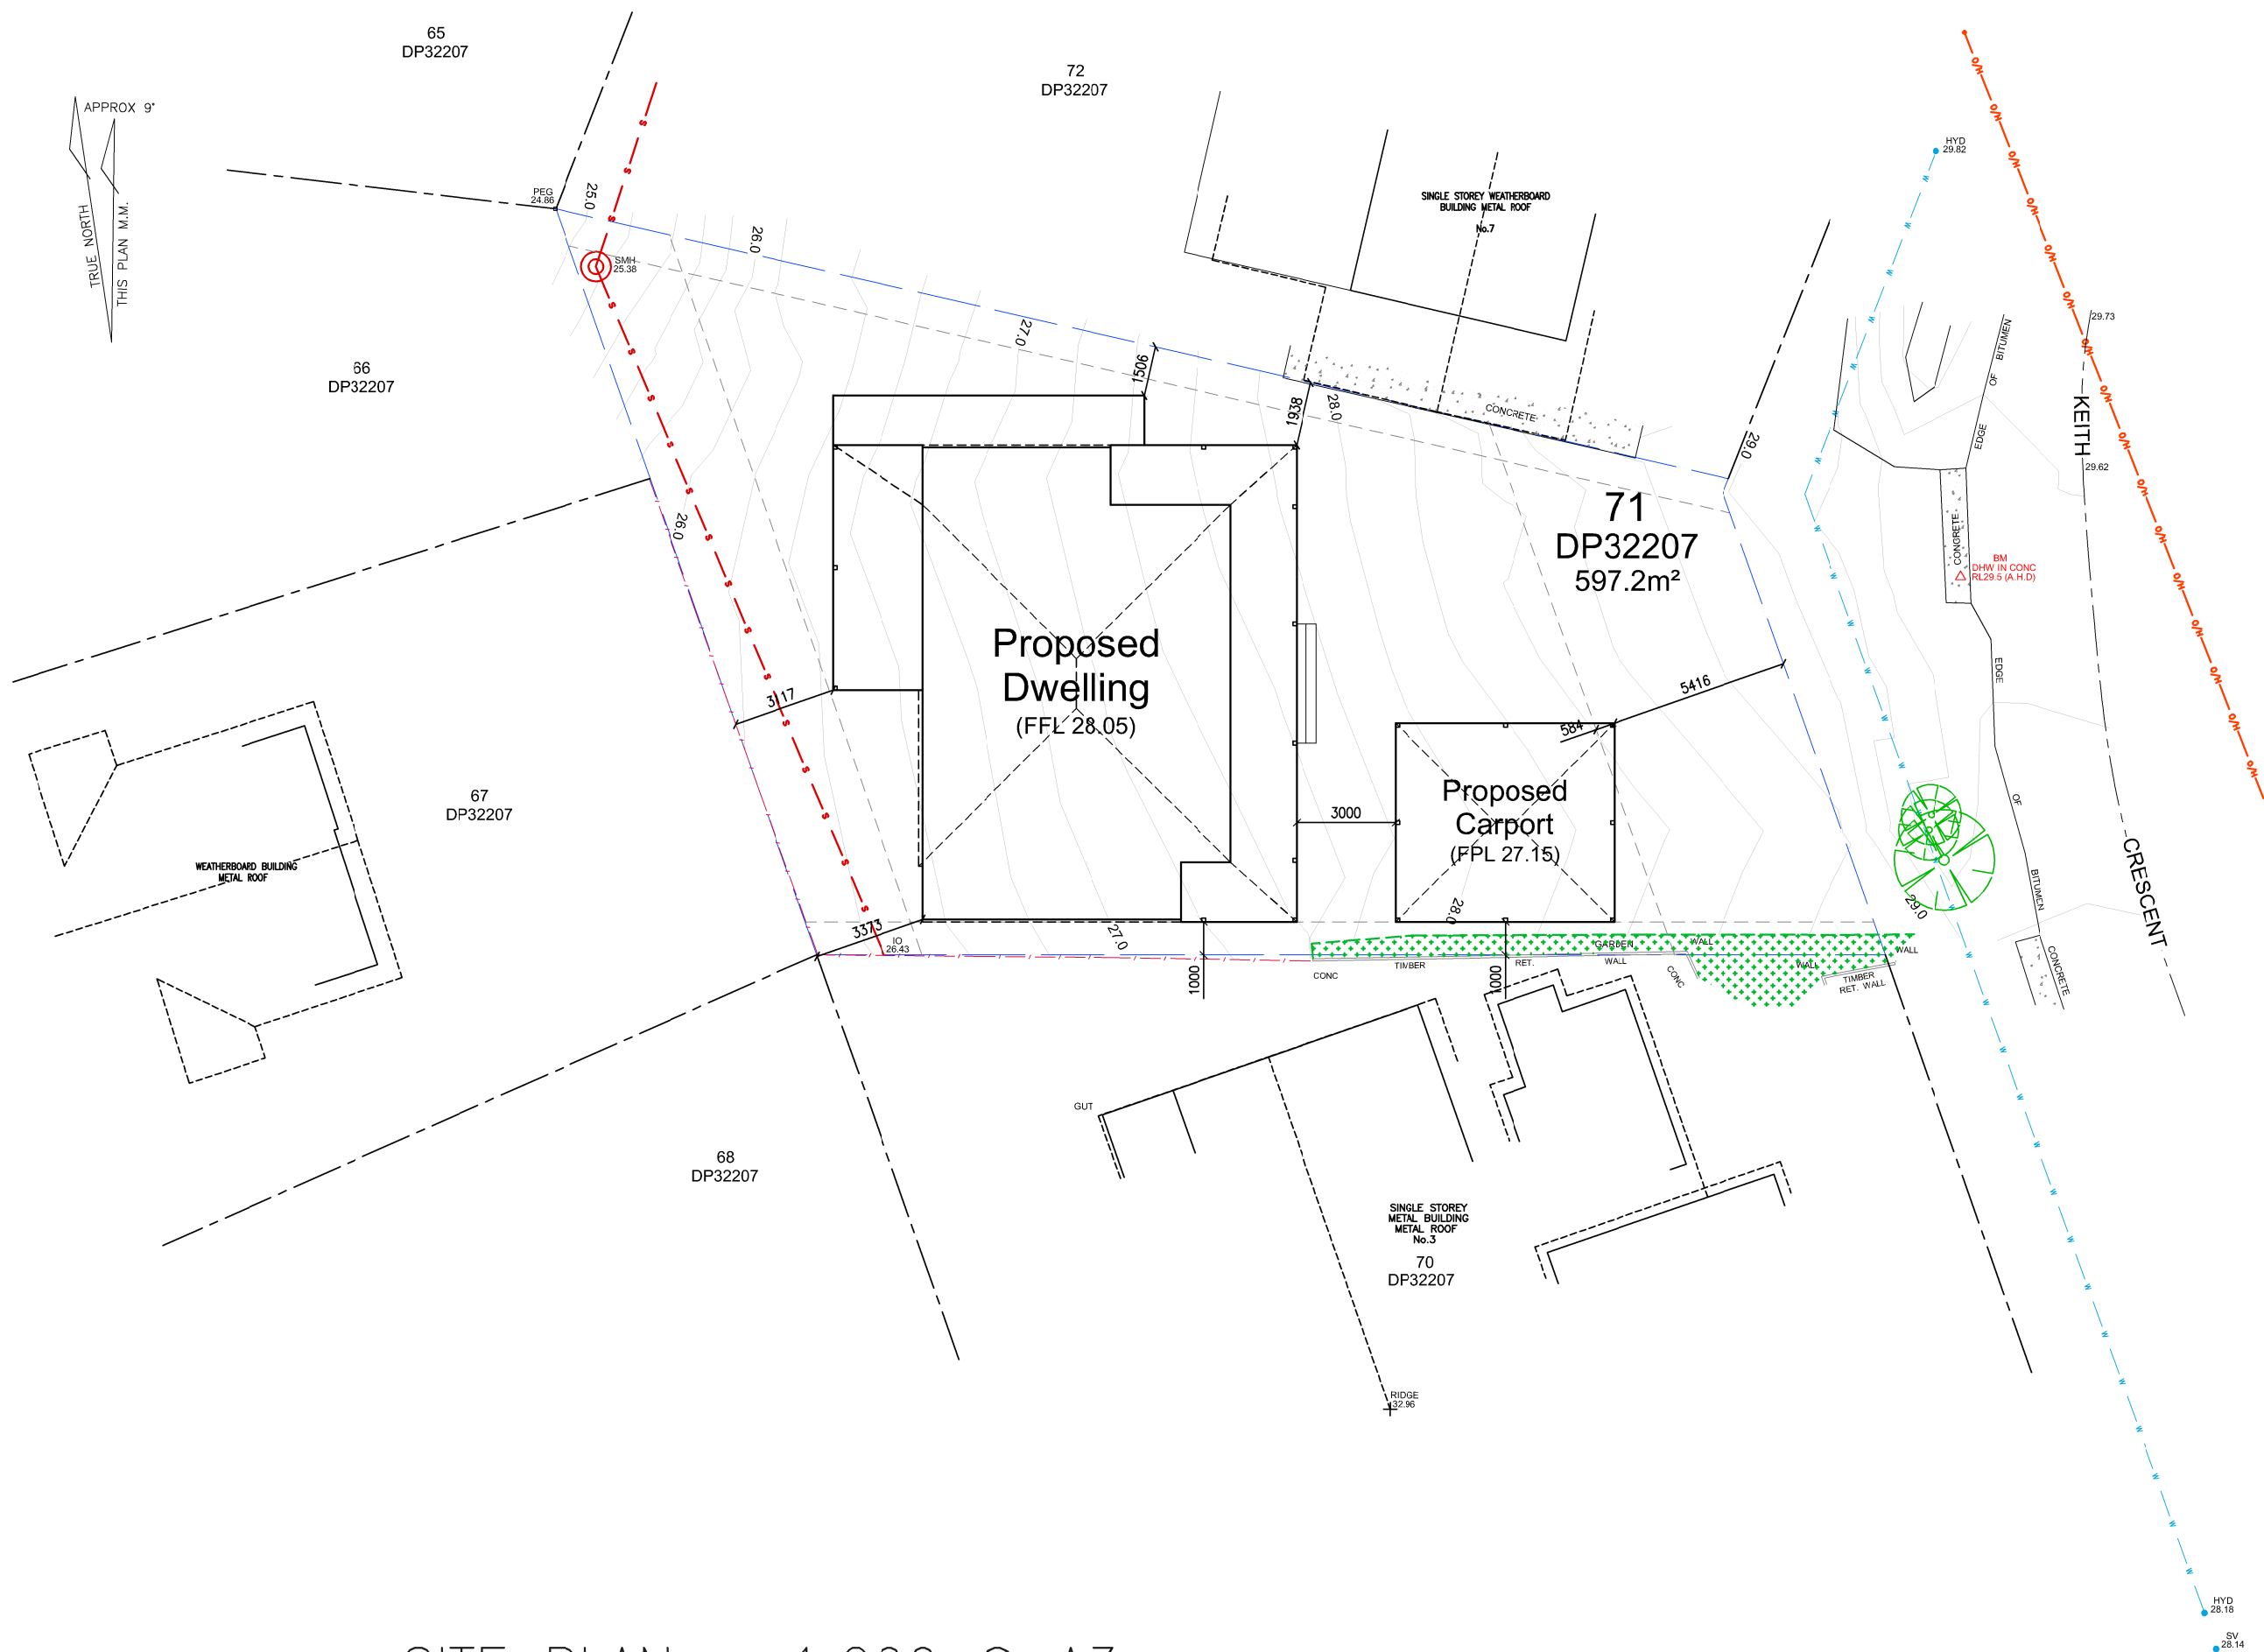 65
DP32207
72
DP32207
APPROX 9°
TRUE NORTH
THIS PLAN M.M.
PEG
24.86
25.0
SMH
25.38
26.0
27.0
SINGLE STOREY WEATHERBOARD
BUILDING METAL ROOF
No.7
HYD
29.82
O/H
S
W
29.73
EDGE OF BITUMEN
KEITH
29.62
66
DP32207
1506
1938
28.0
CONCRETE
29.0
26.0
71
DP32207
597.2m²
CONCRETE
BM
DHW IN CONC
RL29.5 (A.H.D)
Proposed
Dwelling
(FFL 28.05)
3117
5416
584
EDGE
OF
BITUMEN
67
DP32207
WEATHERBOARD BUILDING
METAL ROOF
3000
Proposed
Carport
(FPL 27.15)
28.0
29.0
CRESCENT
3373
IO
26.43
27.0
GARDEN
WALL
WALL
WALL
CONC
TIMBER
RET.
WALL
CONC
TIMBER
RET. WALL
CONCRETE
1000
1000
GUT
68
DP32207
SINGLE STOREY
METAL BUILDING
METAL ROOF
No.3
70
DP32207
RIDGE
32.96
HYD
28.18
SV
28.14